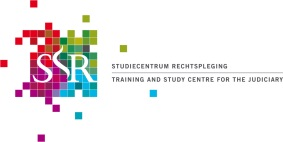 SSR
STUDIECENTRUM RECHTSPLEGING
TRAINING AND STUDY CENTRE FOR THE JUDICIARY